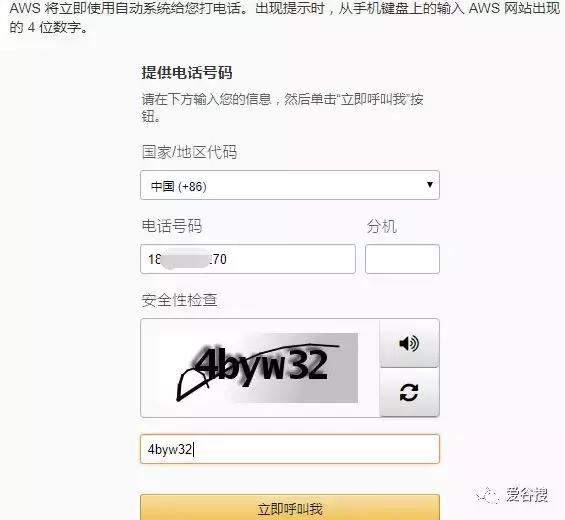 AWS 将立即使用自动系统给您打电话。出现提示时，从手机键盘上的输入 AWS 网站出现
的 4 位数字。
提供电话号码
请在下方输入您的信息，然后单击“立即呼叫我”按
钮。
国家/地区代码
中国 (+86)
电话号码 分机
18 70
安全性检查
4byw32
4byw32
立即呼叫我
爱谷搜